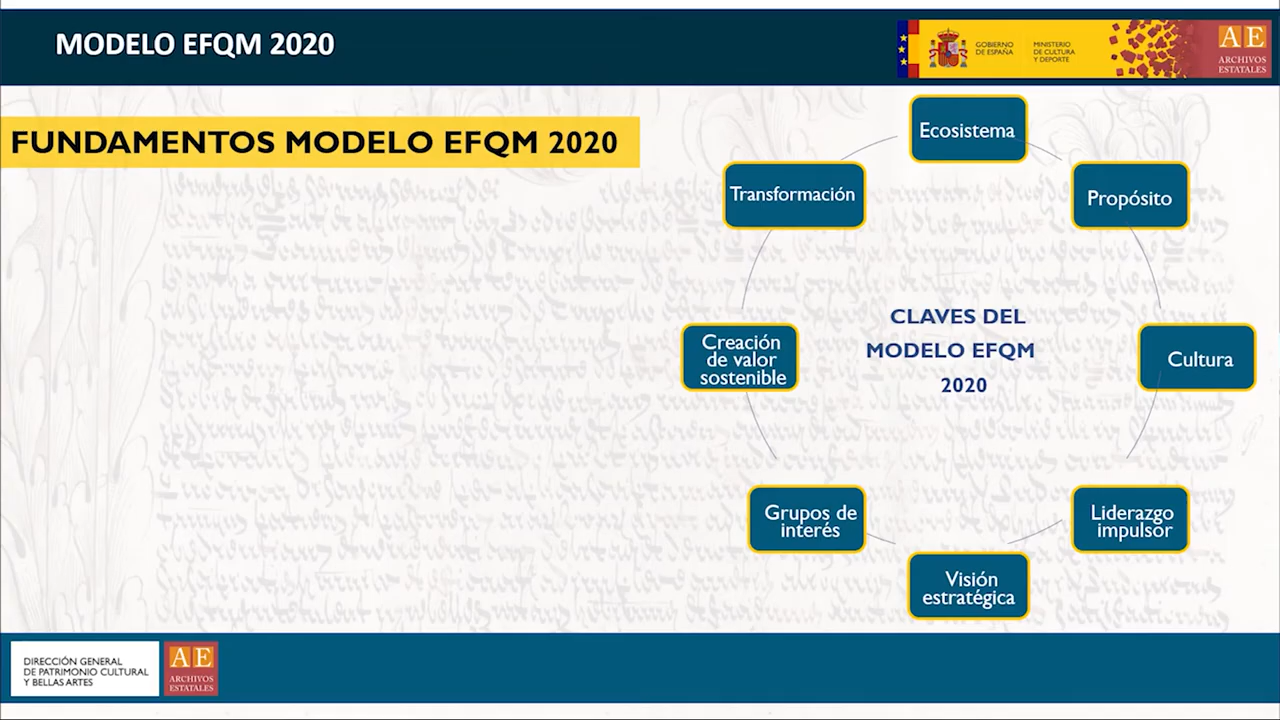 MODELO EFQM 2020
GOBIERNO
DE ESPAÑA
MINISTERIO
DE CULTURA
Y DEPORTE
AE
ARCHIVOS
ESTATALES
FUNDAMENTOS MODELO EFQM 2020
Ecosistema
Transformación
Propósito
CLAVES DEL
MODELO EFQM
2020
Creación
de valor
sostenible
Cultura
Grupos de
interés
Liderazgo
impulsor
Visión
estratégica
DIRECCIÓN GENERAL
DE PATRIMONIO CULTURAL
Y BELLAS ARTES
AE
ARCHIVOS
ESTATALES